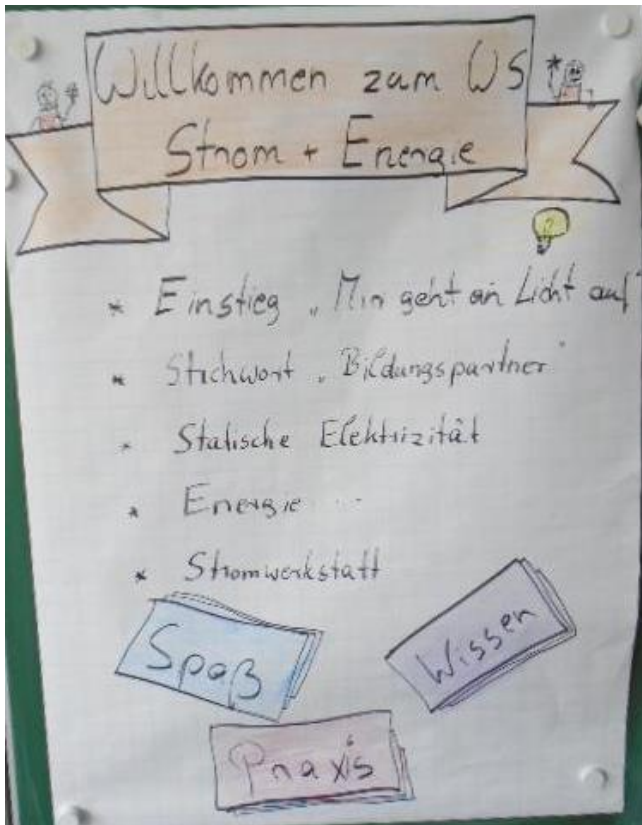 Willkommen zum WS
Strom + Energie
* Einstieg „Mir geht ein Licht auf"
* Stichwort „Bildungspartner"
* Statische Elektrizität
* Energie ...
* Stromwerkstatt
Spaß
Wissen
Praxis